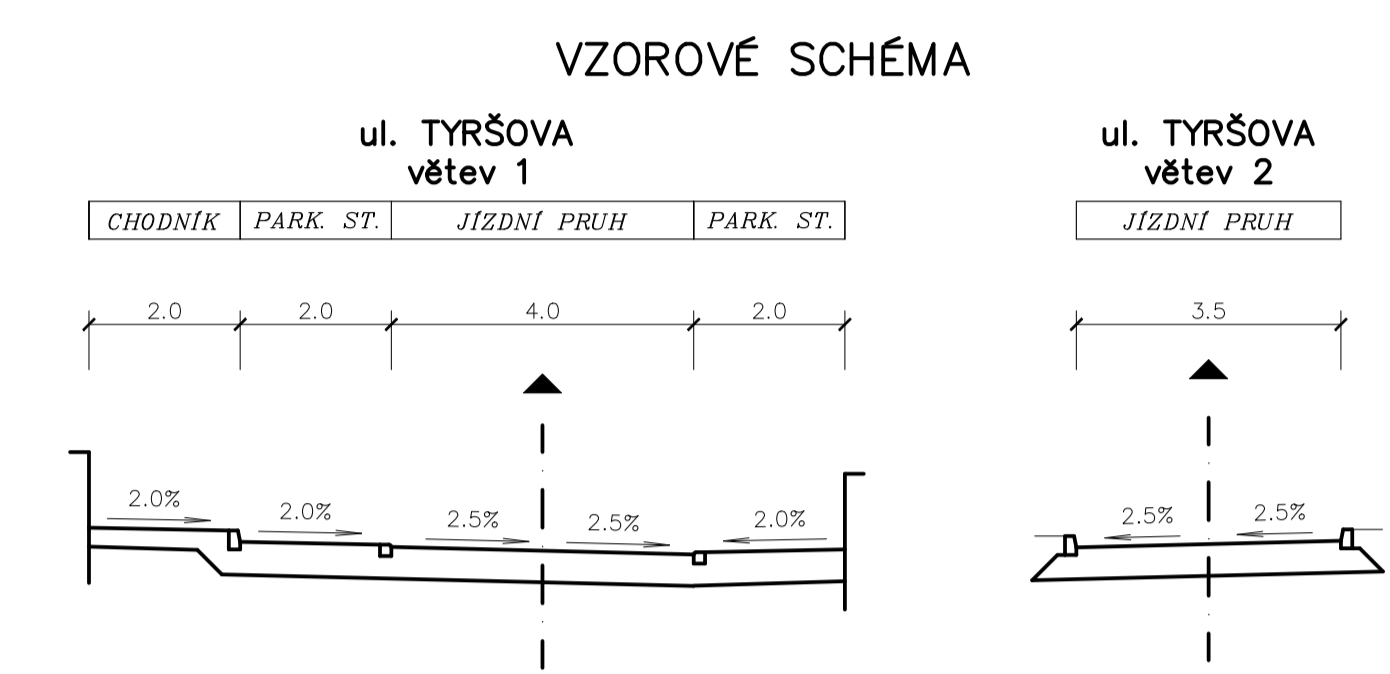 VZOROVÉ SCHÉMA
ul. TYRŠOVA
větev 1
CHODNÍK PARK. ST. JÍZDNÍ PRUH PARK. ST.
2.0 2.0 4.0 2.0
2.0% 2.0% 2.5% 2.5% 2.0%
ul. TYRŠOVA
větev 2
JÍZDNÍ PRUH
3.5
2.5% 2.5%